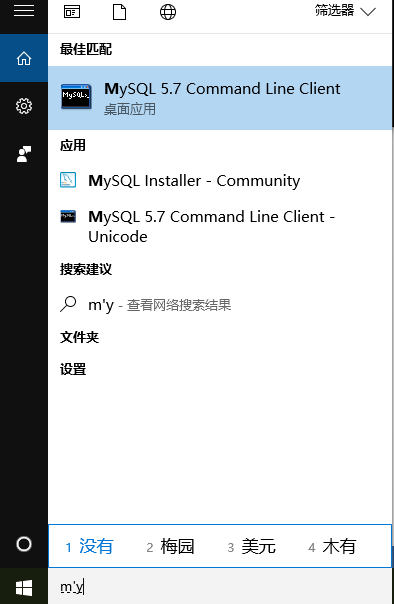 筛选器
最佳匹配
MySQL 5.7 Command Line Client
桌面应用
应用
MySQL Installer - Community
MySQL 5.7 Command Line Client -
Unicode
搜索建议
m'y - 查看网络搜索结果
文件夹
设置
1 没有 2 梅园 3 美元 4 木有
m'y